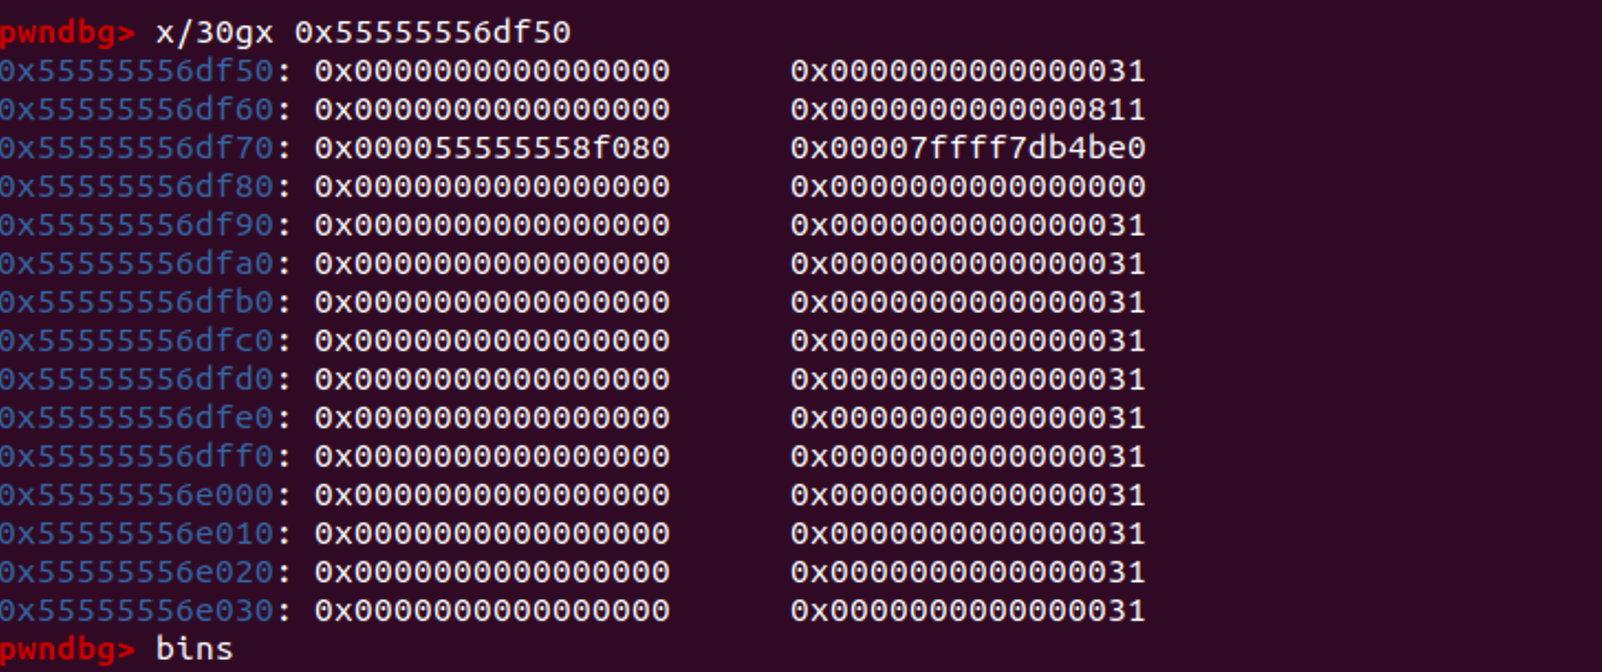 pwndbg> x/30gx 0x55555556df50
0x55555556df50: 0x0000000000000000 0x0000000000000031
0x55555556df60: 0x0000000000000000 0x0000000000000811
0x55555556df70: 0x000055555558f080 0x00007ffff7db4be0
0x55555556df80: 0x0000000000000000 0x0000000000000000
0x55555556df90: 0x0000000000000000 0x0000000000000031
0x55555556dfa0: 0x0000000000000000 0x0000000000000031
0x55555556dfb0: 0x0000000000000000 0x0000000000000031
0x55555556dfc0: 0x0000000000000000 0x0000000000000031
0x55555556dfd0: 0x0000000000000000 0x0000000000000031
0x55555556dfe0: 0x0000000000000000 0x0000000000000031
0x55555556dff0: 0x0000000000000000 0x0000000000000031
0x55555556e000: 0x0000000000000000 0x0000000000000031
0x55555556e010: 0x0000000000000000 0x0000000000000031
0x55555556e020: 0x0000000000000000 0x0000000000000031
0x55555556e030: 0x0000000000000000 0x0000000000000031
pwndbg> bins